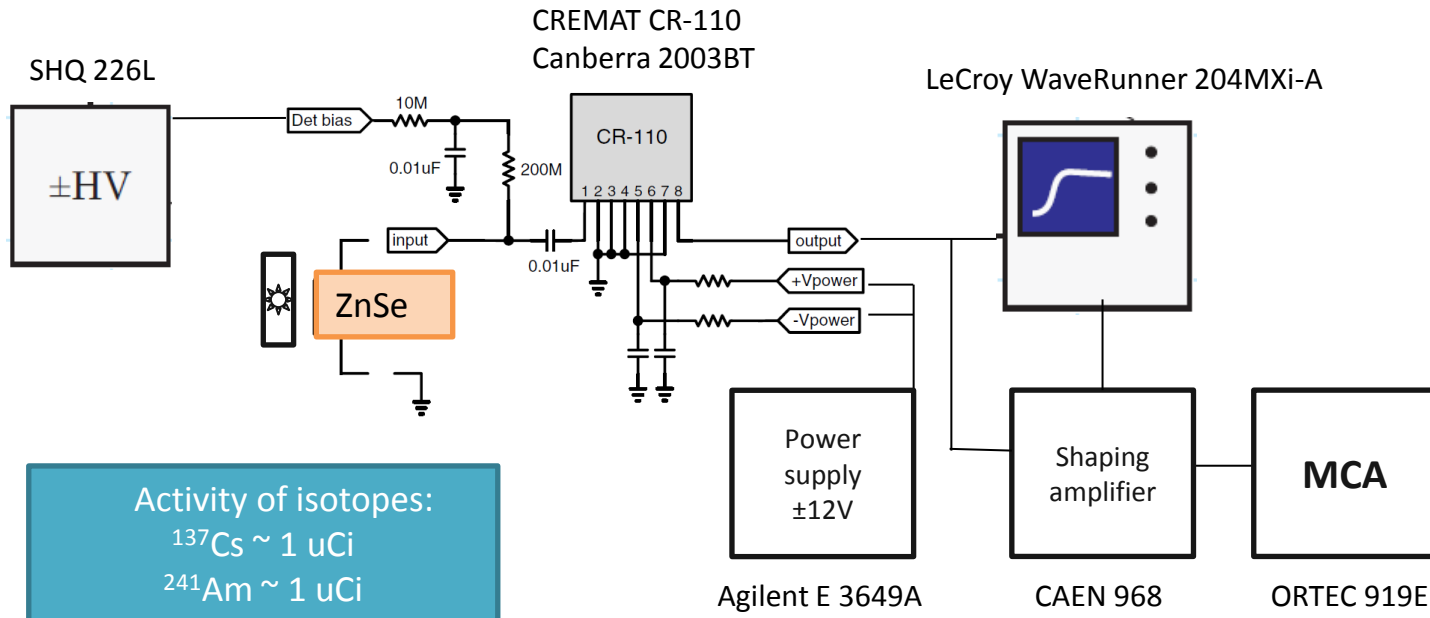 CREMAT CR-110
Canberra 2003BT
SHQ 226L
LeCroy WaveRunner 204MXi-A
±HV
Det bias
10M
0.01uF
200M
CR-110
1 2 3 4 5 6 7 8
input
0.01uF
output
+Vpower
-Vpower
ZnSe
Power
supply
±12V
Shaping
amplifier
MCA
Agilent E 3649A
CAEN 968
ORTEC 919E
Activity of isotopes:
¹³⁷Cs ~ 1 uCi
²⁴¹Am ~ 1 uCi